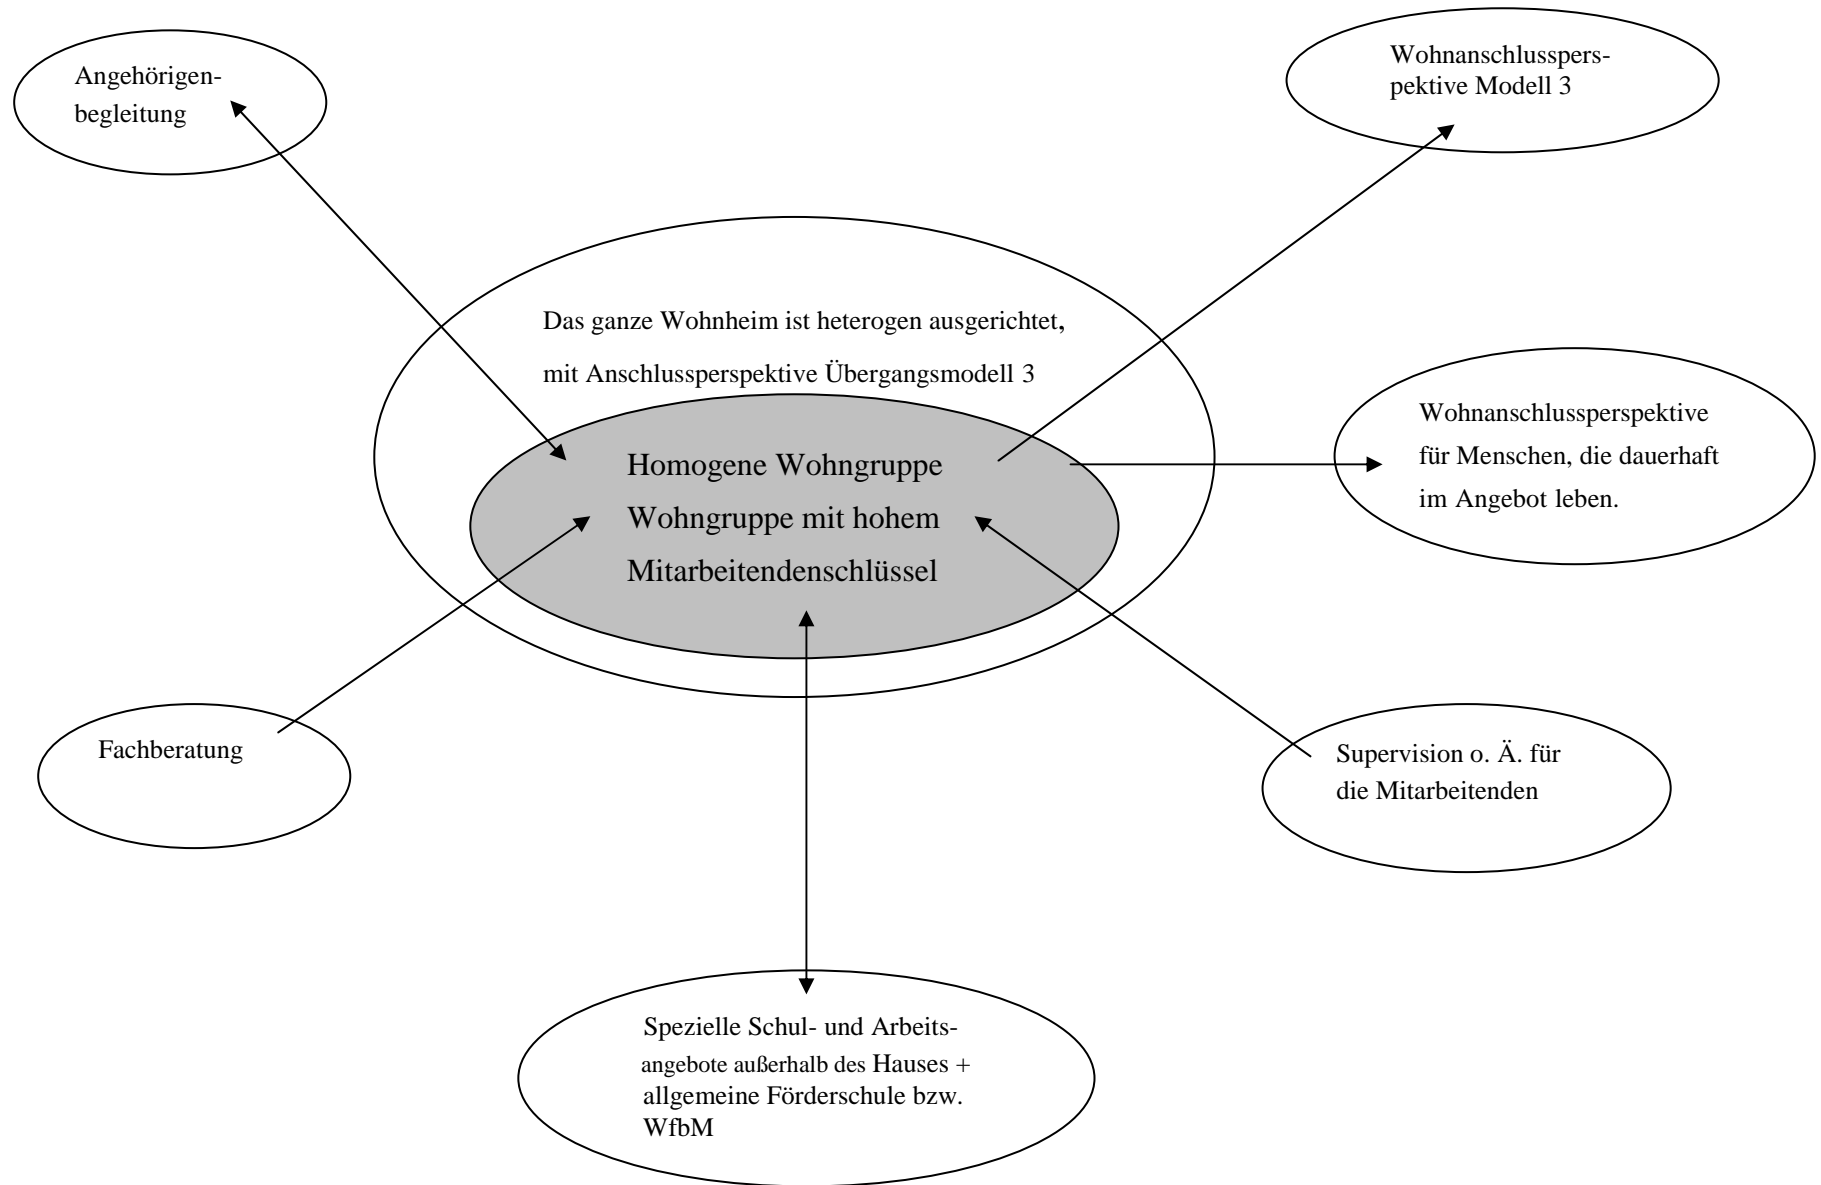 Angehörigen-
begleitung
Wohnanschlusspers-
pektive Modell 3
Das ganze Wohnheim ist heterogen ausgerichtet,
mit Anschlussperspektive Übergangsmodell 3
Homogene Wohngruppe
Wohngruppe mit hohem
Mitarbeitendenschlüssel
Wohnanschlussperspektive
für Menschen, die dauerhaft
im Angebot leben.
Fachberatung
Supervision o. Ä. für
die Mitarbeitenden
Spezielle Schul- und Arbeits-
angebote außerhalb des Hauses +
allgemeine Förderschule bzw.
WfbM